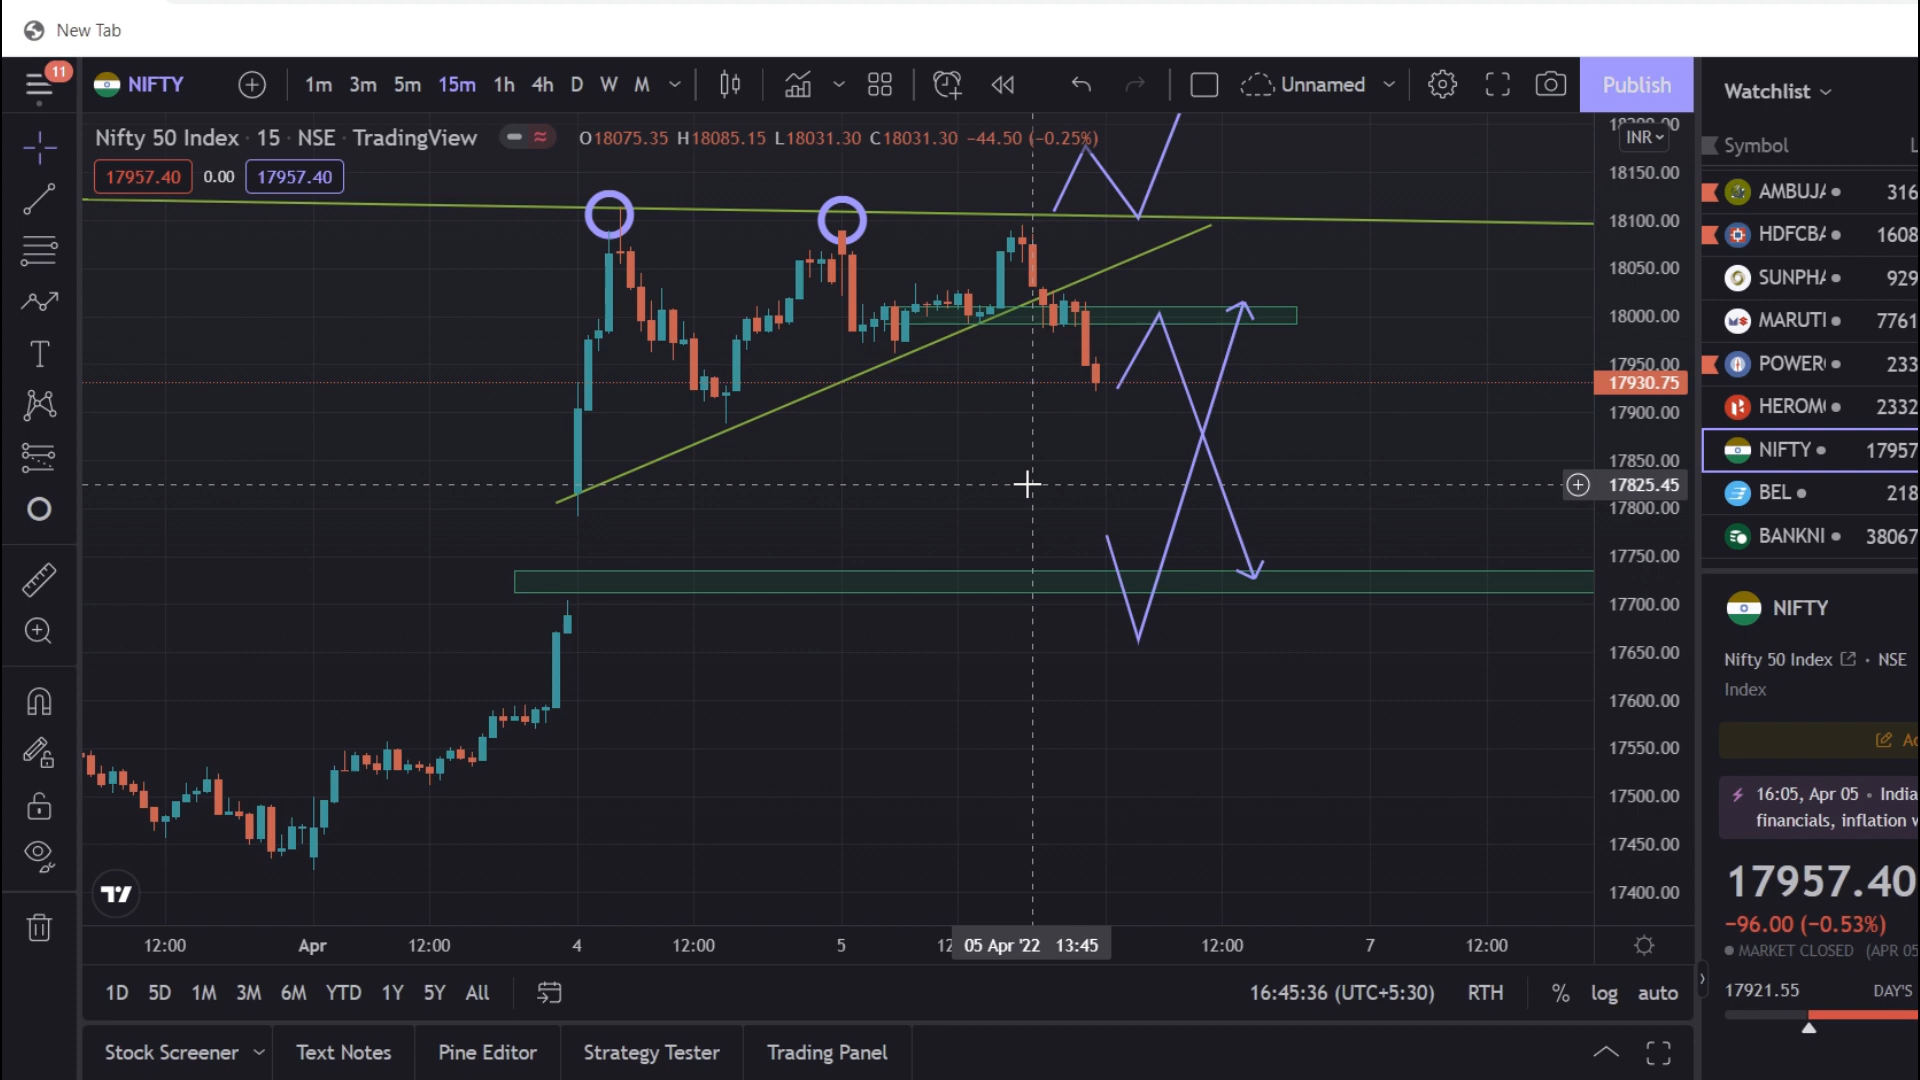 New Tab
11
NIFTY
1m 3m 5m 15m 1h 4h D W M
Unnamed
Publish
Watchlist
Nifty 50 Index · 15 · NSE · TradingView
O18075.35 H18085.15 L18031.30 C18031.30 −44.50 (−0.25%)
INR
Symbol L
17957.40 0.00 17957.40
18150.00
18100.00
18050.00
18000.00
17950.00
17930.75
17900.00
17850.00
17825.45
17800.00
17750.00
17700.00
17650.00
17600.00
17550.00
17500.00
17450.00
17400.00
AMBUJA 316
HDFCBA 1608
SUNPHA 929
MARUTI 7761
POWER 233
HEROM 2332
NIFTY 17957
BEL 218
BANKNI 38067
NIFTY
Nifty 50 Index · NSE
Index
16:05, Apr 05 • India
financials, inflation
17957.40
−96.00 (−0.53%)
MARKET CLOSED (APR 05
17921.55 DAY'S
12:00 Apr 12:00 4 12:00 5 12 05 Apr '22 13:45 12:00 7 12:00
1D 5D 1M 3M 6M YTD 1Y 5Y All
16:45:36 (UTC+5:30) RTH % log auto
Stock Screener Text Notes Pine Editor Strategy Tester Trading Panel